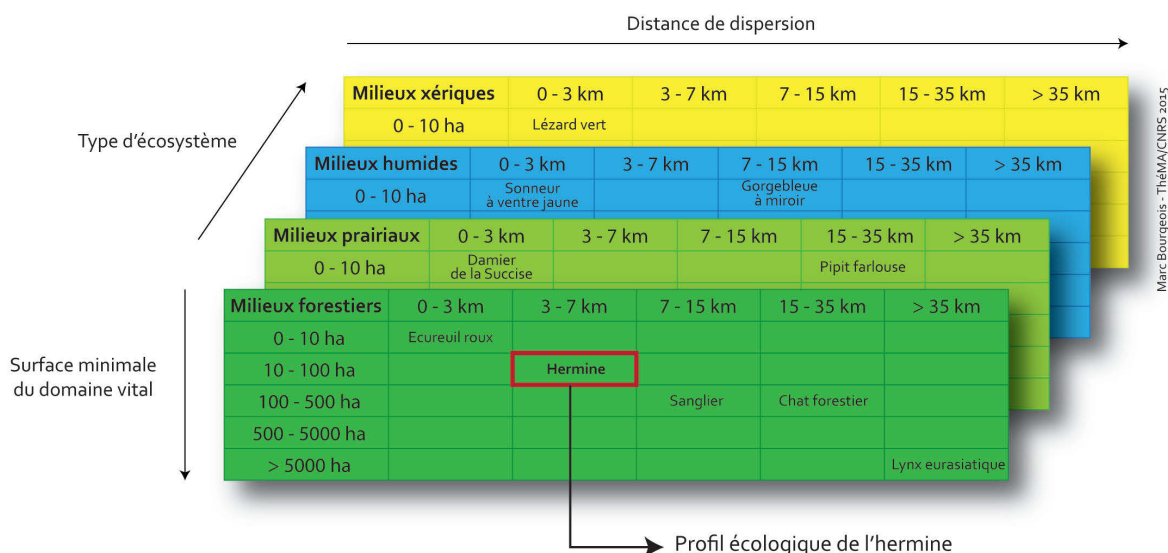 Distance de dispersion
Type d'écosystème
Milieux xériques 0 - 3 km 3 - 7 km 7 - 15 km 15 - 35 km > 35 km
0 - 10 ha Lézard vert
Milieux humides 0 - 3 km 3 - 7 km 7 - 15 km 15 - 35 km > 35 km
0 - 10 ha Sonneur à ventre jaune Gorgebleue à miroir
Milieux prairiaux 0 - 3 km 3 - 7 km 7 - 15 km 15 - 35 km > 35 km
0 - 10 ha Damier de la Succise Pipit farlouse
Surface minimale
du domaine vital
Milieux forestiers 0 - 3 km 3 - 7 km 7 - 15 km 15 - 35 km > 35 km
0 - 10 ha Ecureuil roux
10 - 100 ha Hermine
100 - 500 ha Sanglier Chat forestier
500 - 5000 ha
> 5000 ha Lynx eurasiatique
Profil écologique de l'hermine
Marc Bourgeois - ThéMA/CNRS 2015